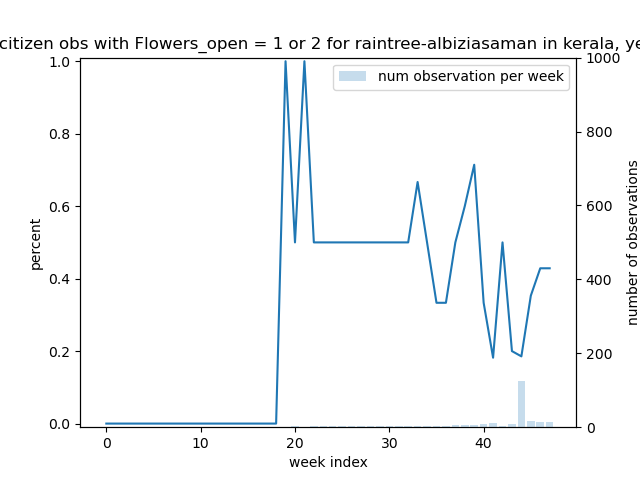 citizen obs with Flowers_open = 1 or 2 for raintree-albiziasaman in kerala,
num observation per week
percent
1.0
0.8
0.6
0.4
0.2
0.0
1000
800
600
400
200
0
number of observations
0 10 20 30 40
week index